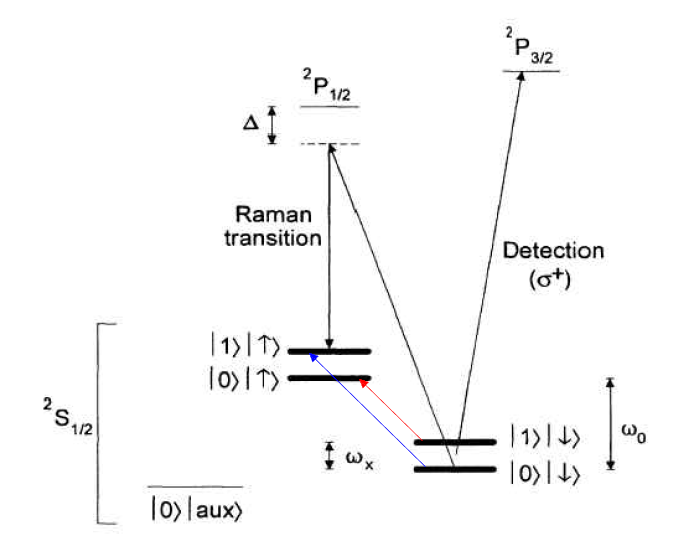 ²P₃/₂
²P₁/₂
Δ
Raman
transition
Detection
(σ⁺)
|1⟩|↑⟩
|0⟩|↑⟩
²S₁/₂
|1⟩|↓⟩
|0⟩|↓⟩
ω₀
ωₓ
|0⟩|aux⟩